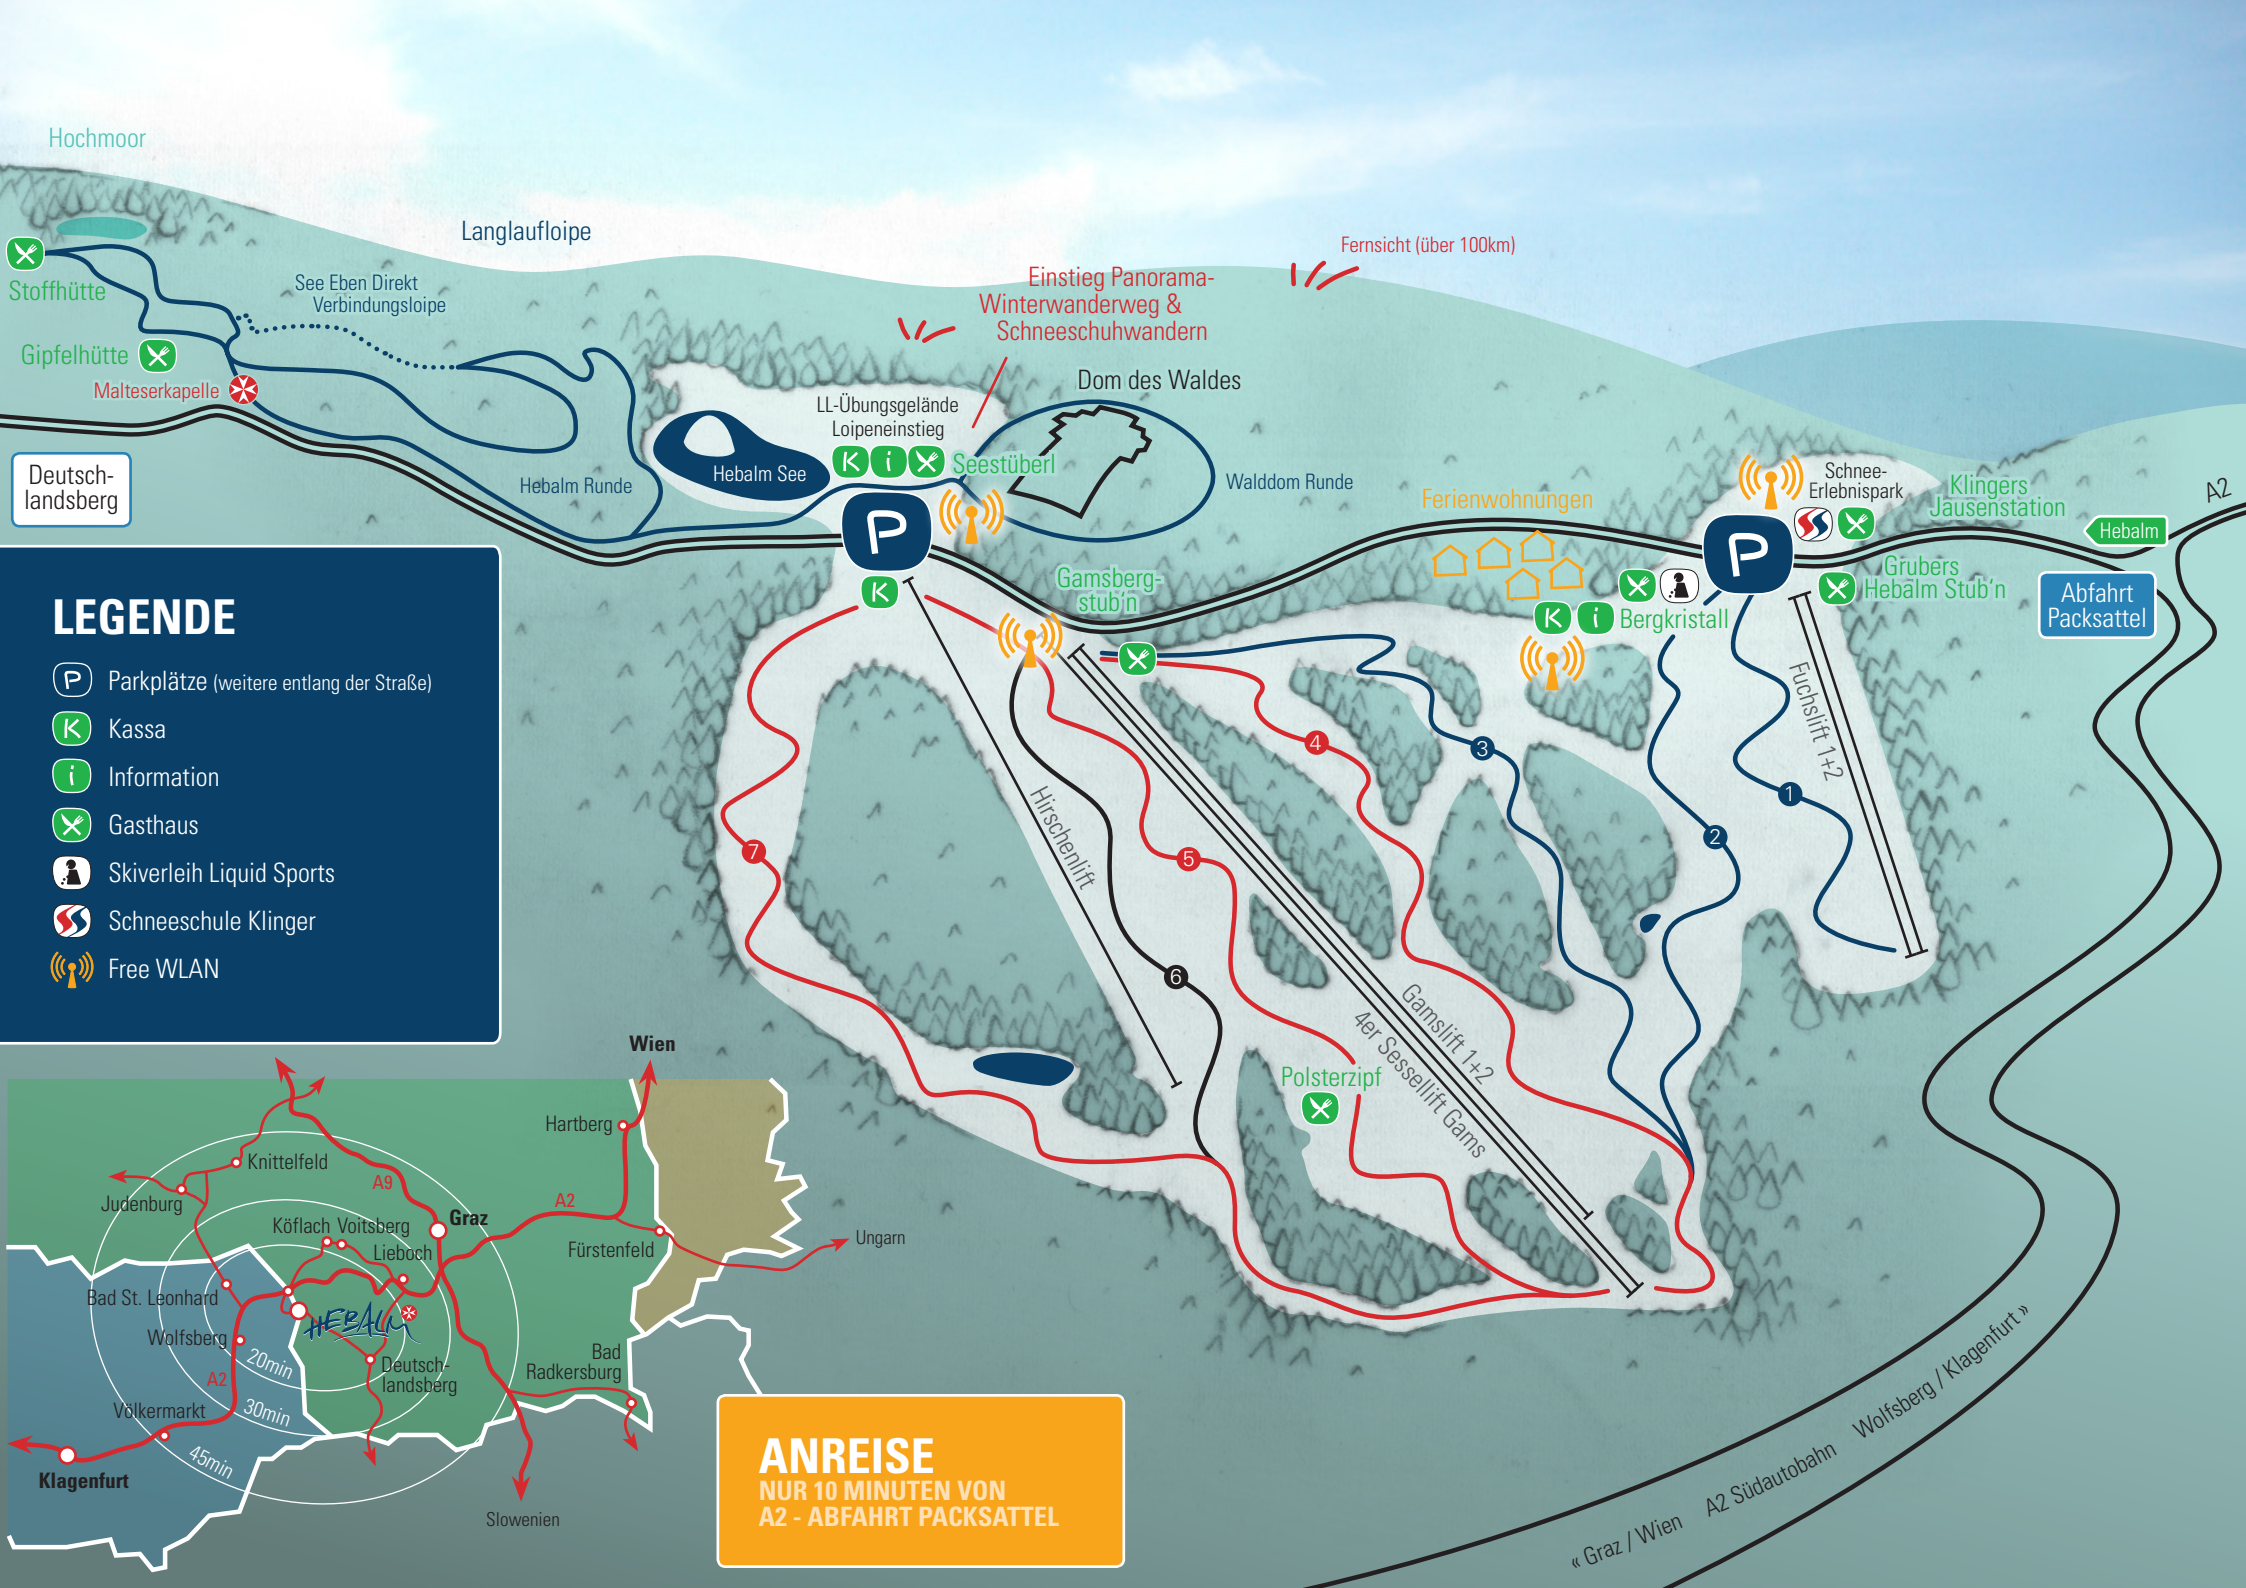 Hochmoor
Langlaufloipe
Stoffhütte
See Eben Direkt
Verbindungsloipe
Gipfelhütte
Malteserkapelle
Deutsch-
landsberg
Hebalm Runde
Hebalm See
LL-Übungsgelände
Loipeneinstieg
K i
Seestüberl
Einstieg Panorama-
Winterwanderweg &
Schneeschuhwandern
Fernsicht (über 100km)
Dom des Waldes
Walddom Runde
P
K
Gamsberg-
stub'n
Ferienwohnungen
Schnee-
Erlebnispark
Klingers
Jausenstation
P
Grubers
Hebalm Stub'n
K i Bergkristall
A2
Hebalm
Abfahrt
Packsattel
Fuchslift 1+2
Hirschenlift
Gamslift 1+2
4er Sessellift Gams
Polsterzipf
1
2
3
4
5
6
7
LEGENDE
P Parkplätze (weitere entlang der Straße)
K Kassa
i Information
Gasthaus
Skiverleih Liquid Sports
Schneeschule Klinger
Free WLAN
Wien
Hartberg
Knittelfeld
A9
Judenburg
A2
Graz
Köflach Voitsberg
Lieboch
Fürstenfeld
Ungarn
Bad St. Leonhard
HEBALM
Wolfsberg
20min
Deutsch-
landsberg
Bad
Radkersburg
A2
30min
Völkermarkt
45min
Klagenfurt
Slowenien
ANREISE
NUR 10 MINUTEN VON
A2 - ABFAHRT PACKSATTEL
« Graz / Wien A2 Südautobahn Wolfsberg / Klagenfurt »